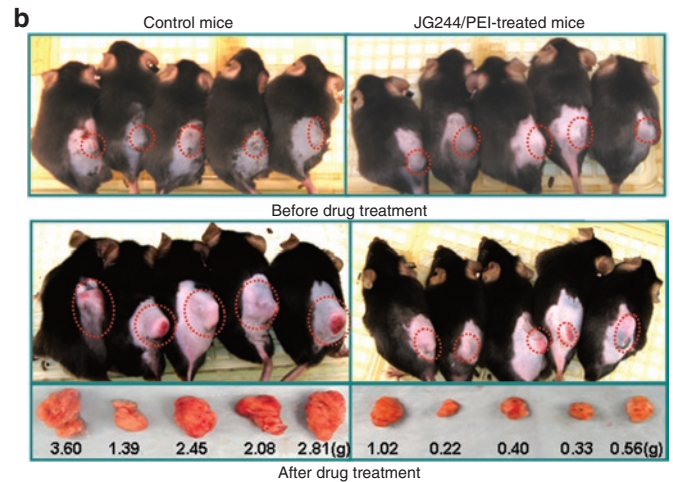 b
Control mice JG244/PEI-treated mice
Before drug treatment
3.60 1.39 2.45 2.08 2.81(g) 1.02 0.22 0.40 0.33 0.56(g)
After drug treatment